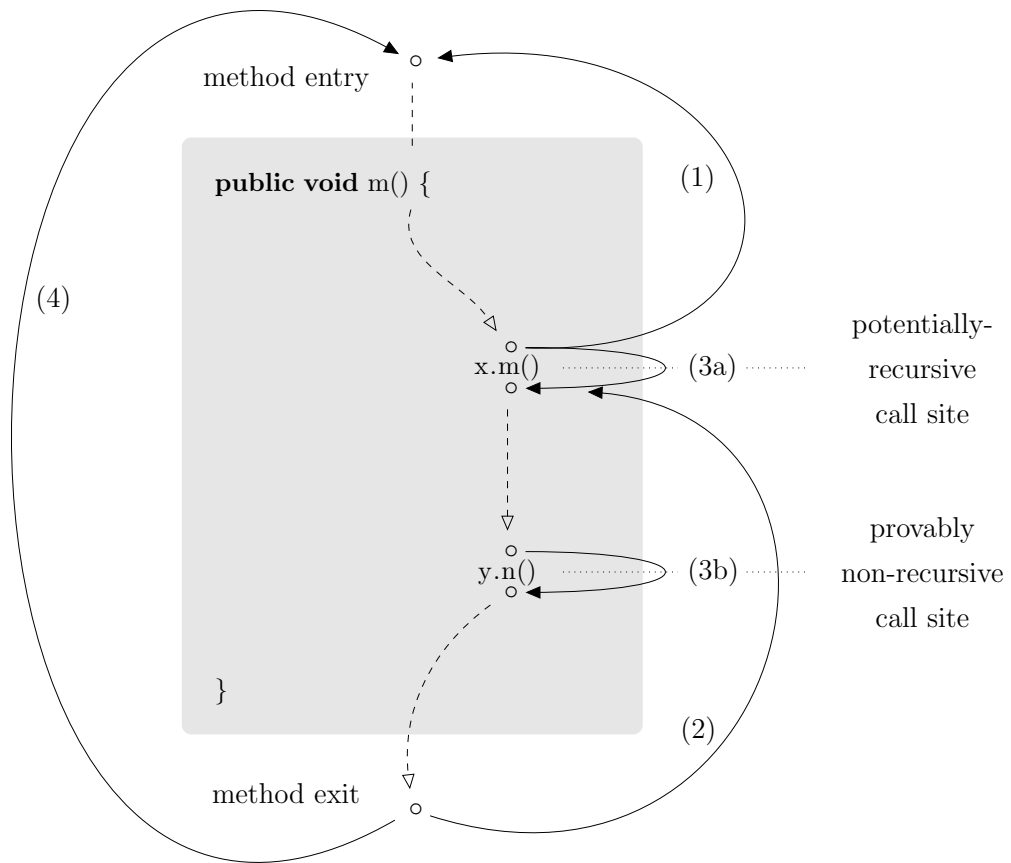 method entry
public void m() {
(1)
(4)
potentially-
recursive
call site
x.m()
(3a)
provably
non-recursive
call site
y.n()
(3b)
}
(2)
method exit